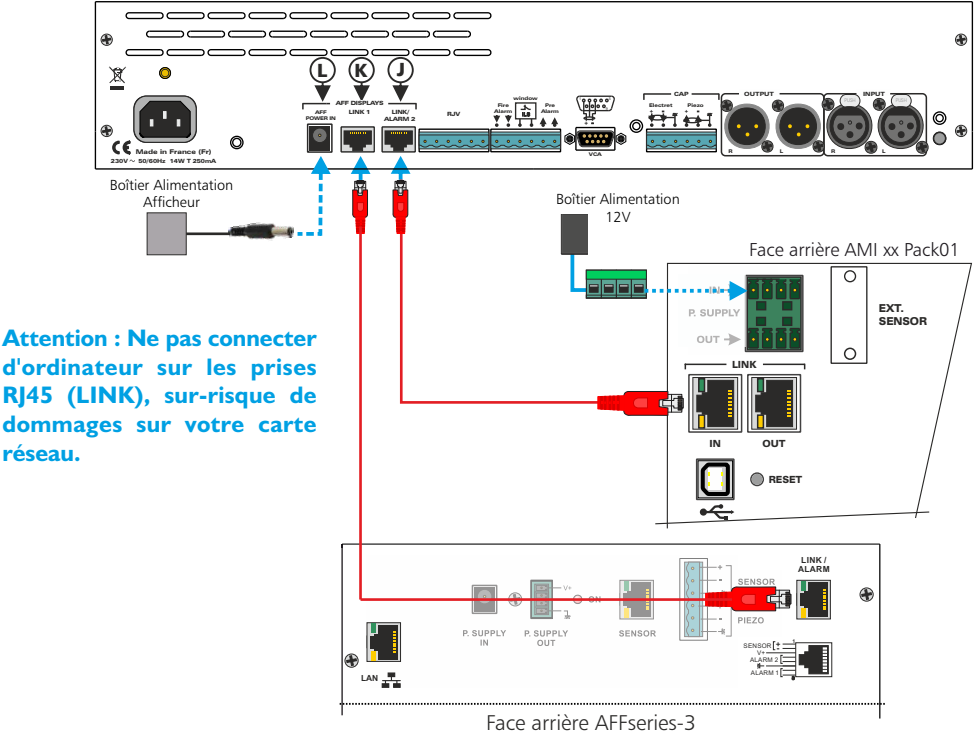 L K J
AFF DISPLAYS
AFF POWER IN
LINK 1
LINK/ ALARM 2
RJV
Fire Alarm
window
Pre Alarm
VCA
CAP
Electret Piezo
OUTPUT
R L
INPUT
PUSH PUSH
R L
CE Made in France (Fr)
230V ~ 50/60Hz 14W T 250mA
Boîtier Alimentation
Afficheur
Boîtier Alimentation
12V
Face arrière AMI xx Pack01
IN
P. SUPPLY
OUT
EXT.
SENSOR
LINK
IN OUT
RESET
Attention : Ne pas connecter
d'ordinateur sur les prises
RJ45 (LINK), sur-risque de
dommages sur votre carte
réseau.
LINK /
ALARM
V+
ON
+
-
SENSOR
-
PIEZO
P. SUPPLY
IN
P. SUPPLY
OUT
SENSOR
LAN
SENSOR [ +
-
V+
ALARM 2 [
ALARM 1 [
Face arrière AFFseries-3